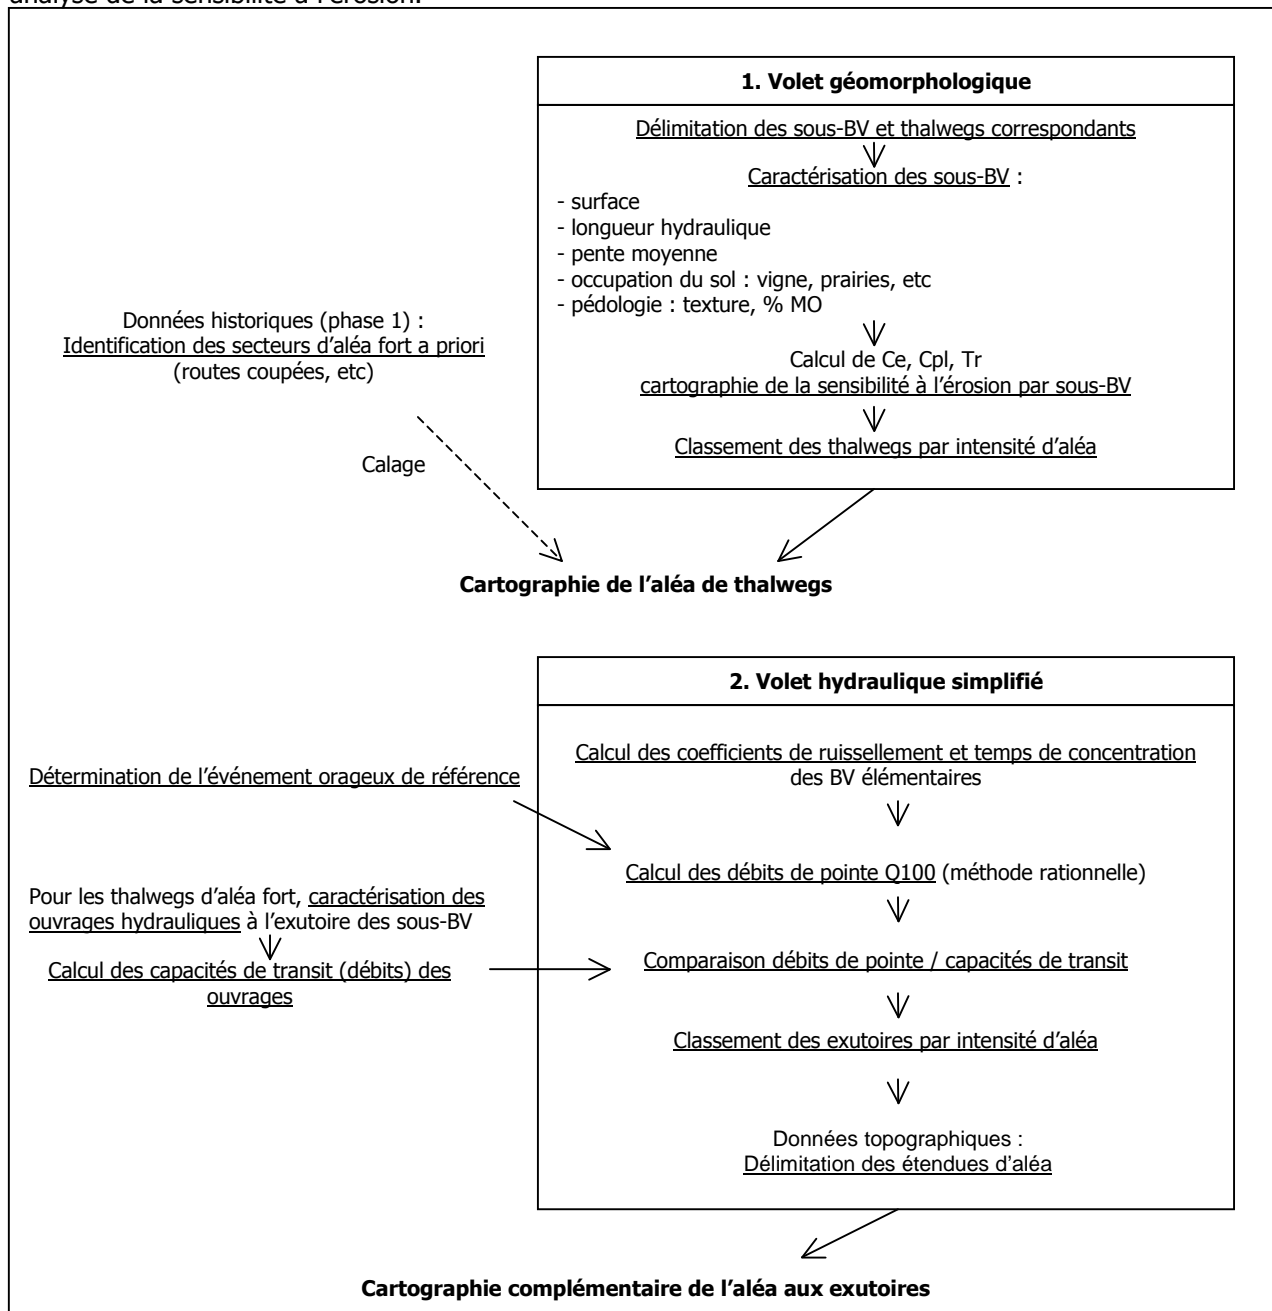 analyse de la sensibilité à l'érosion.
1. Volet géomorphologique
Délimitation des sous-BV et thalwegs correspondants
Caractérisation des sous-BV :
- surface
- longueur hydraulique
- pente moyenne
- occupation du sol : vigne, prairies, etc
- pédologie : texture, % MO
Données historiques (phase 1) :
Identification des secteurs d'aléa fort a priori
(routes coupées, etc)
Calcul de Ce, Cpl, Tr
cartographie de la sensibilité à l'érosion par sous-BV
Classement des thalwegs par intensité d'aléa
Calage
Cartographie de l'aléa de thalwegs
2. Volet hydraulique simplifié
Calcul des coefficients de ruissellement et temps de concentration
des BV élémentaires
Détermination de l'événement orageux de référence
Calcul des débits de pointe Q100 (méthode rationnelle)
Pour les thalwegs d'aléa fort, caractérisation des
ouvrages hydrauliques à l'exutoire des sous-BV
Calcul des capacités de transit (débits) des
ouvrages
Comparaison débits de pointe / capacités de transit
Classement des exutoires par intensité d'aléa
Données topographiques :
Délimitation des étendues d'aléa
Cartographie complémentaire de l'aléa aux exutoires